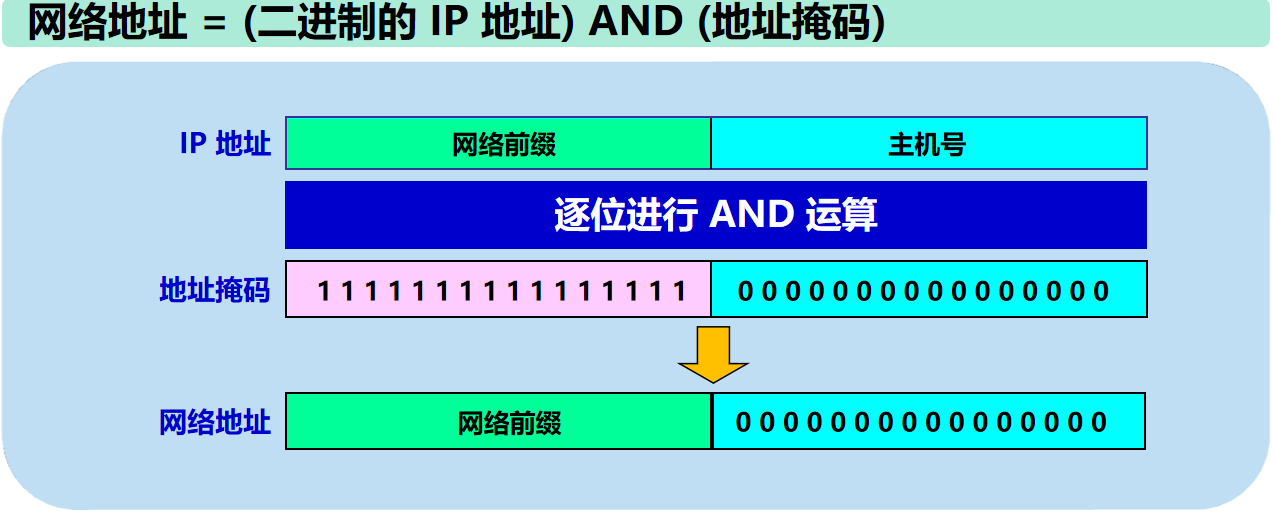 网络地址 = (二进制的 IP 地址) AND (地址掩码)
IP 地址 网络前缀 主机号
逐位进行 AND 运算
地址掩码 1 1 1 1 1 1 1 1 1 1 1 1 1 1 1 1 0 0 0 0 0 0 0 0 0 0 0 0 0 0 0 0
网络地址 网络前缀 0 0 0 0 0 0 0 0 0 0 0 0 0 0 0 0